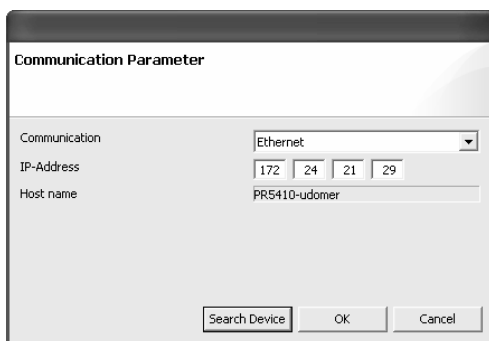 Communication Parameter
Communication Ethernet
IP-Address 172 24 21 29
Host name PR5410-udomer
Search Device OK Cancel